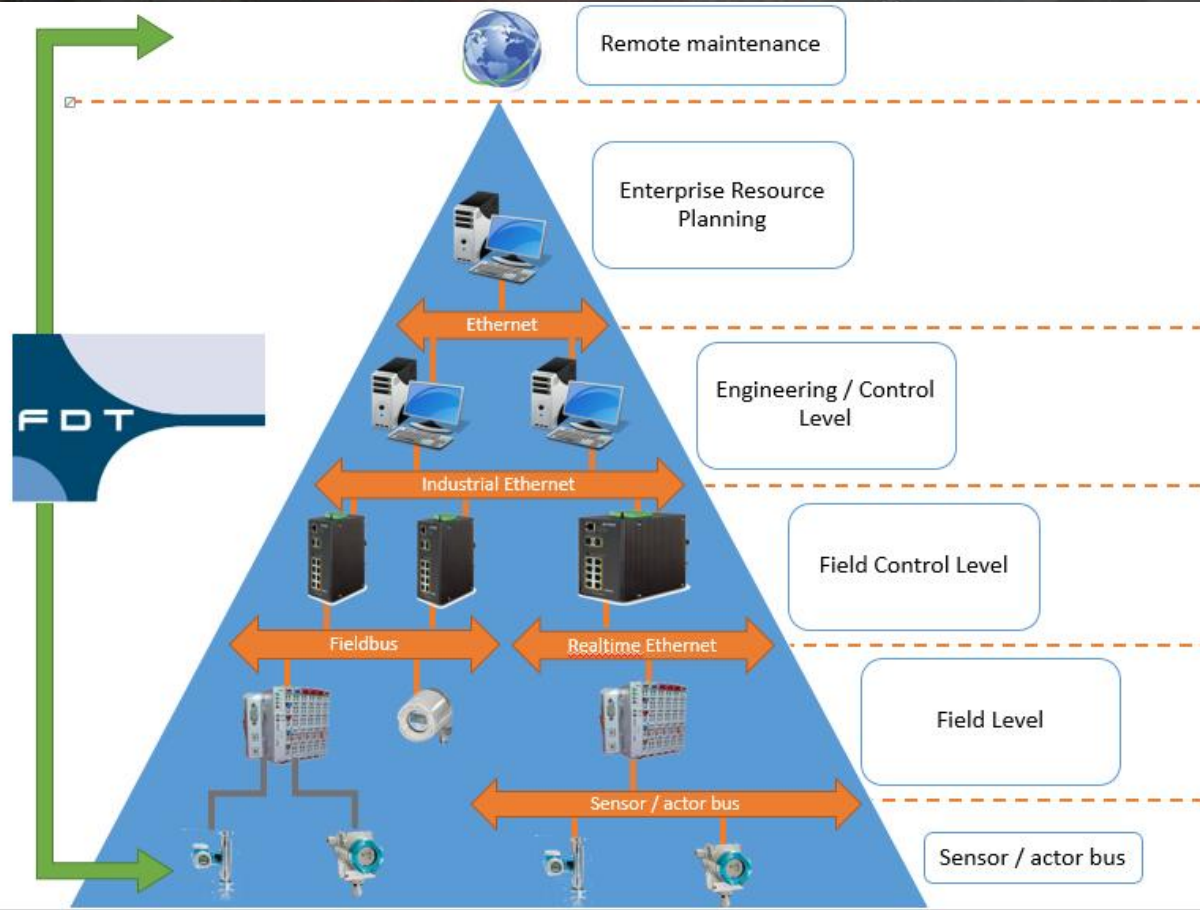 Remote maintenance
Enterprise Resource
Planning
Ethernet
Engineering / Control
Level
FDT
Industrial Ethernet
Field Control Level
Fieldbus
Realtime Ethernet
Field Level
Sensor / actor bus
Sensor / actor bus